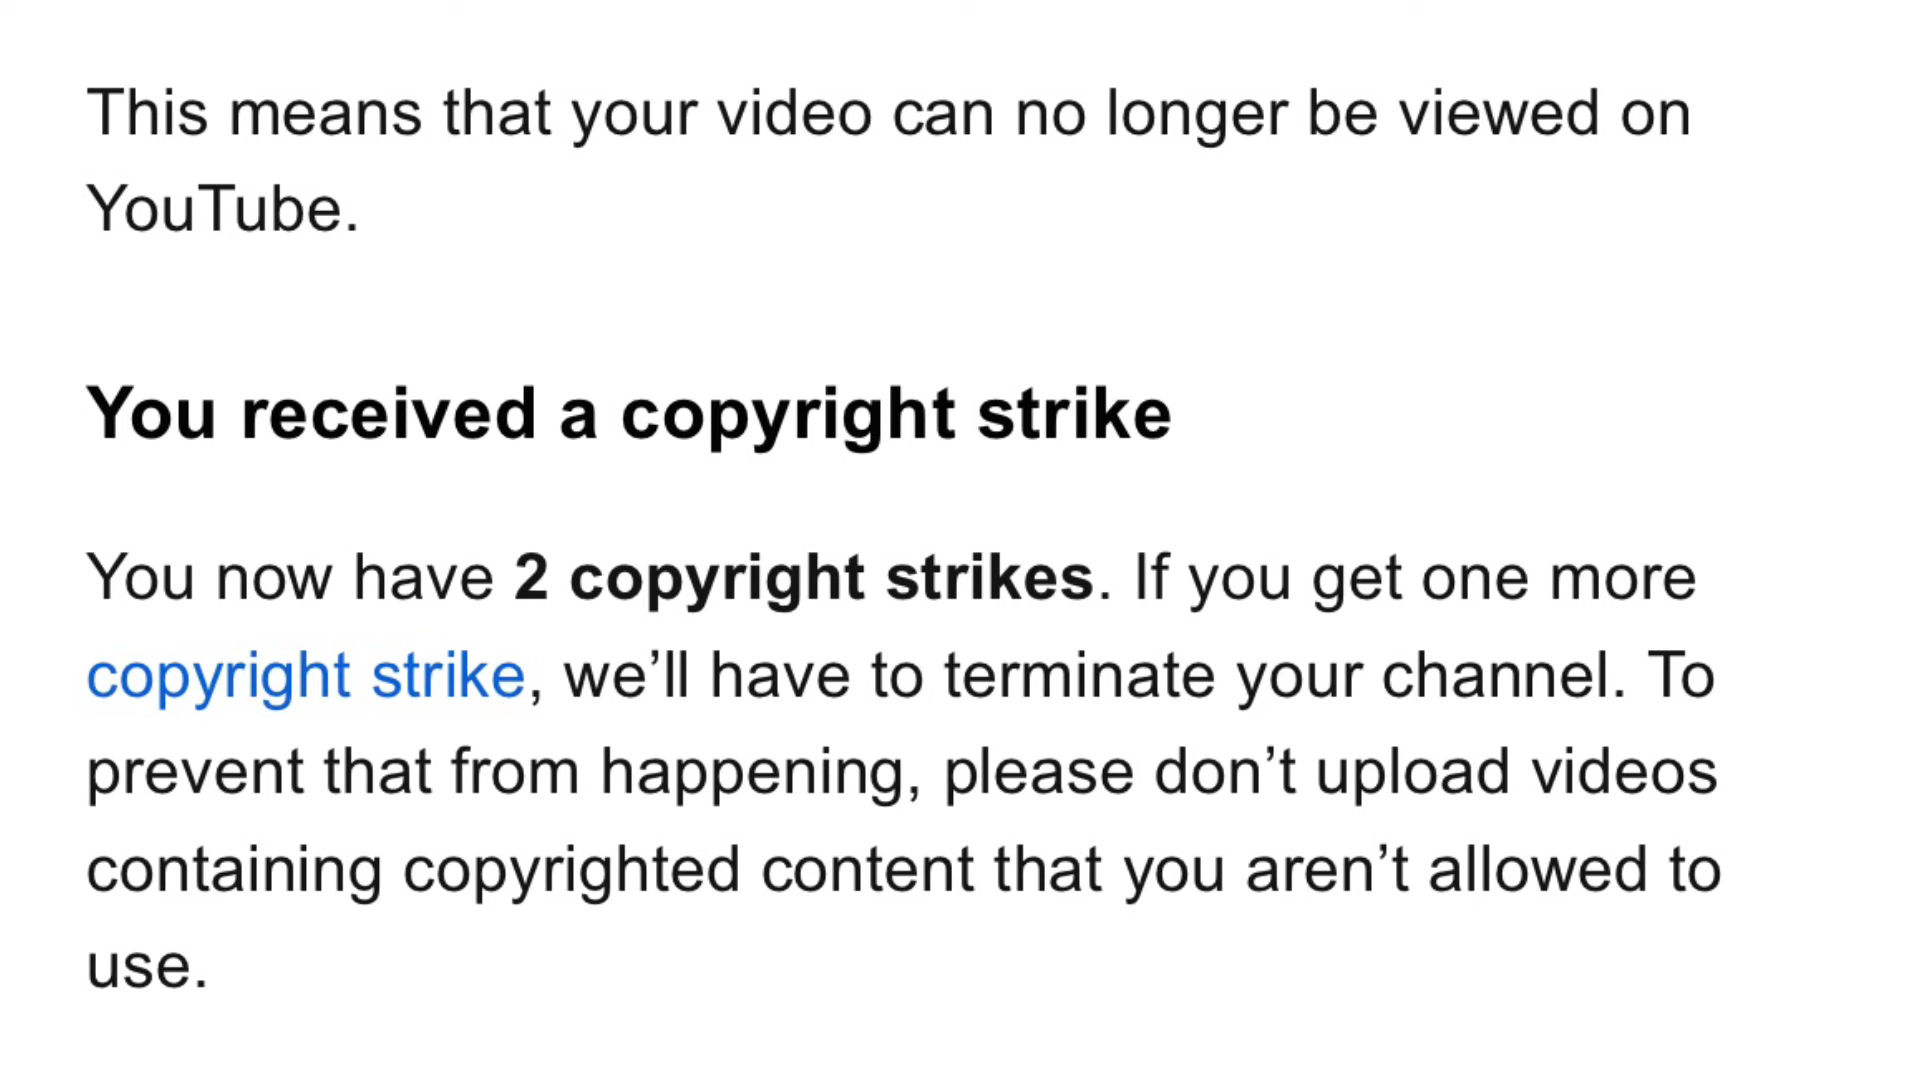 This means that your video can no longer be viewed on
YouTube.
You received a copyright strike
You now have 2 copyright strikes. If you get one more
copyright strike, we’ll have to terminate your channel. To
prevent that from happening, please don’t upload videos
containing copyrighted content that you aren’t allowed to
use.